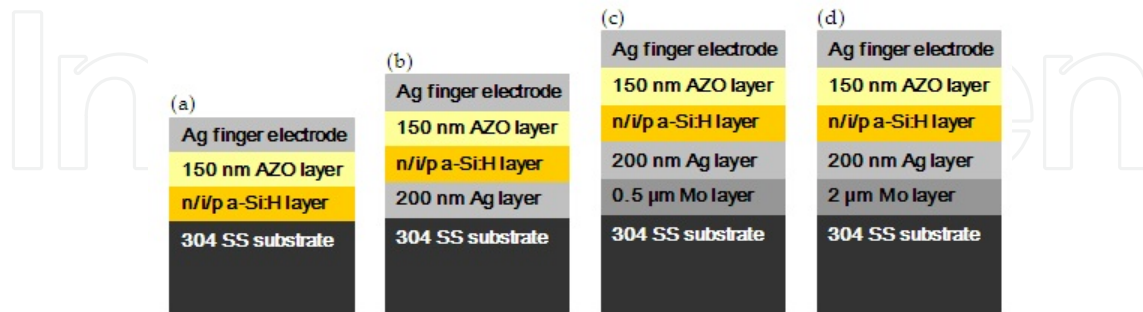 (a)
Ag finger electrode
150 nm AZO layer
n/i/p a-Si:H layer
304 SS substrate
(b)
Ag finger electrode
150 nm AZO layer
n/i/p a-Si:H layer
200 nm Ag layer
304 SS substrate
(c)
Ag finger electrode
150 nm AZO layer
n/i/p a-Si:H layer
200 nm Ag layer
0.5 µm Mo layer
304 SS substrate
(d)
Ag finger electrode
150 nm AZO layer
n/i/p a-Si:H layer
200 nm Ag layer
2 µm Mo layer
304 SS substrate